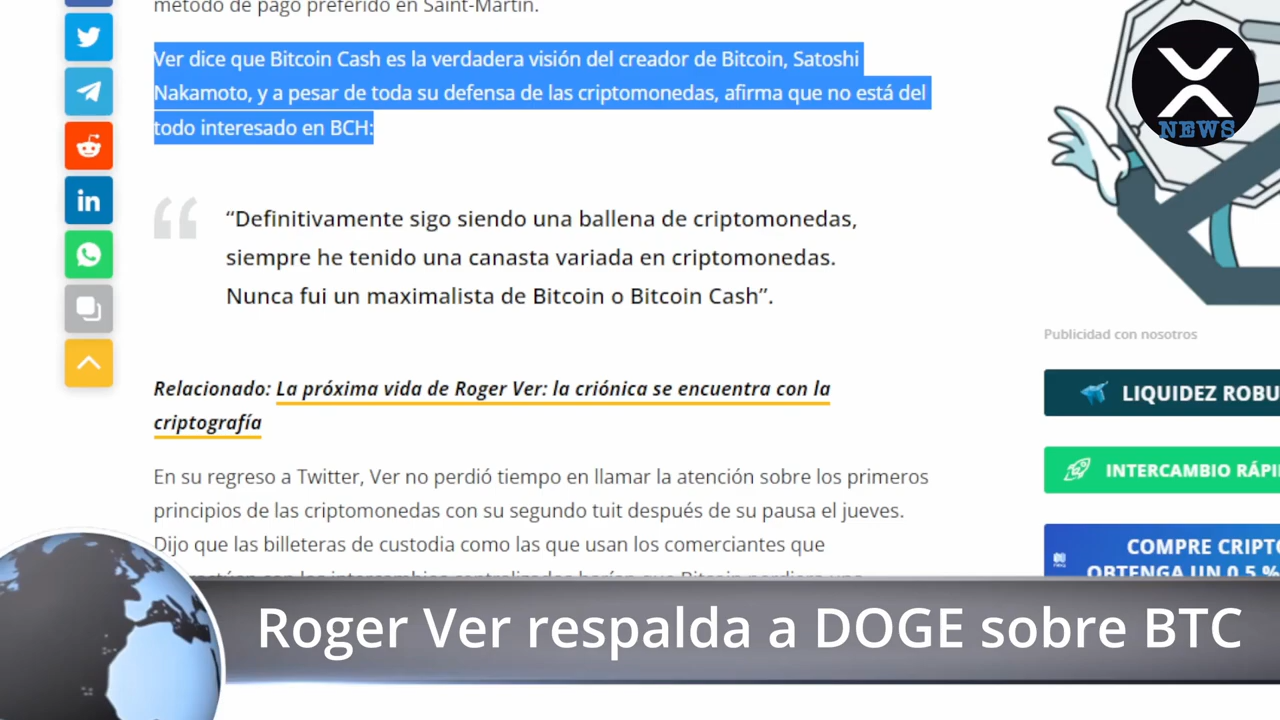 método de pago preferido en Saint-Martin.
Ver dice que Bitcoin Cash es la verdadera visión del creador de Bitcoin, Satoshi
Nakamoto, y a pesar de toda su defensa de las criptomonedas, afirma que no está del
todo interesado en BCH:
“Definitivamente sigo siendo una ballena de criptomonedas,
siempre he tenido una canasta variada en criptomonedas.
Nunca fui un maximalista de Bitcoin o Bitcoin Cash”.
Relacionado: La próxima vida de Roger Ver: la criónica se encuentra con la
criptografía
En su regreso a Twitter, Ver no perdió tiempo en llamar la atención sobre los primeros
principios de las criptomonedas con su segundo tuit después de su pausa el jueves.
Dijo que las billeteras de custodia como las que usan los comerciantes que
X
NEWS
in
Publicidad con nosotros
LIQUIDEZ ROBU
INTERCAMBIO RÁPI
COMPRE CRIPTO
OBTENGA UN 0,5 %
Roger Ver respalda a DOGE sobre BTC